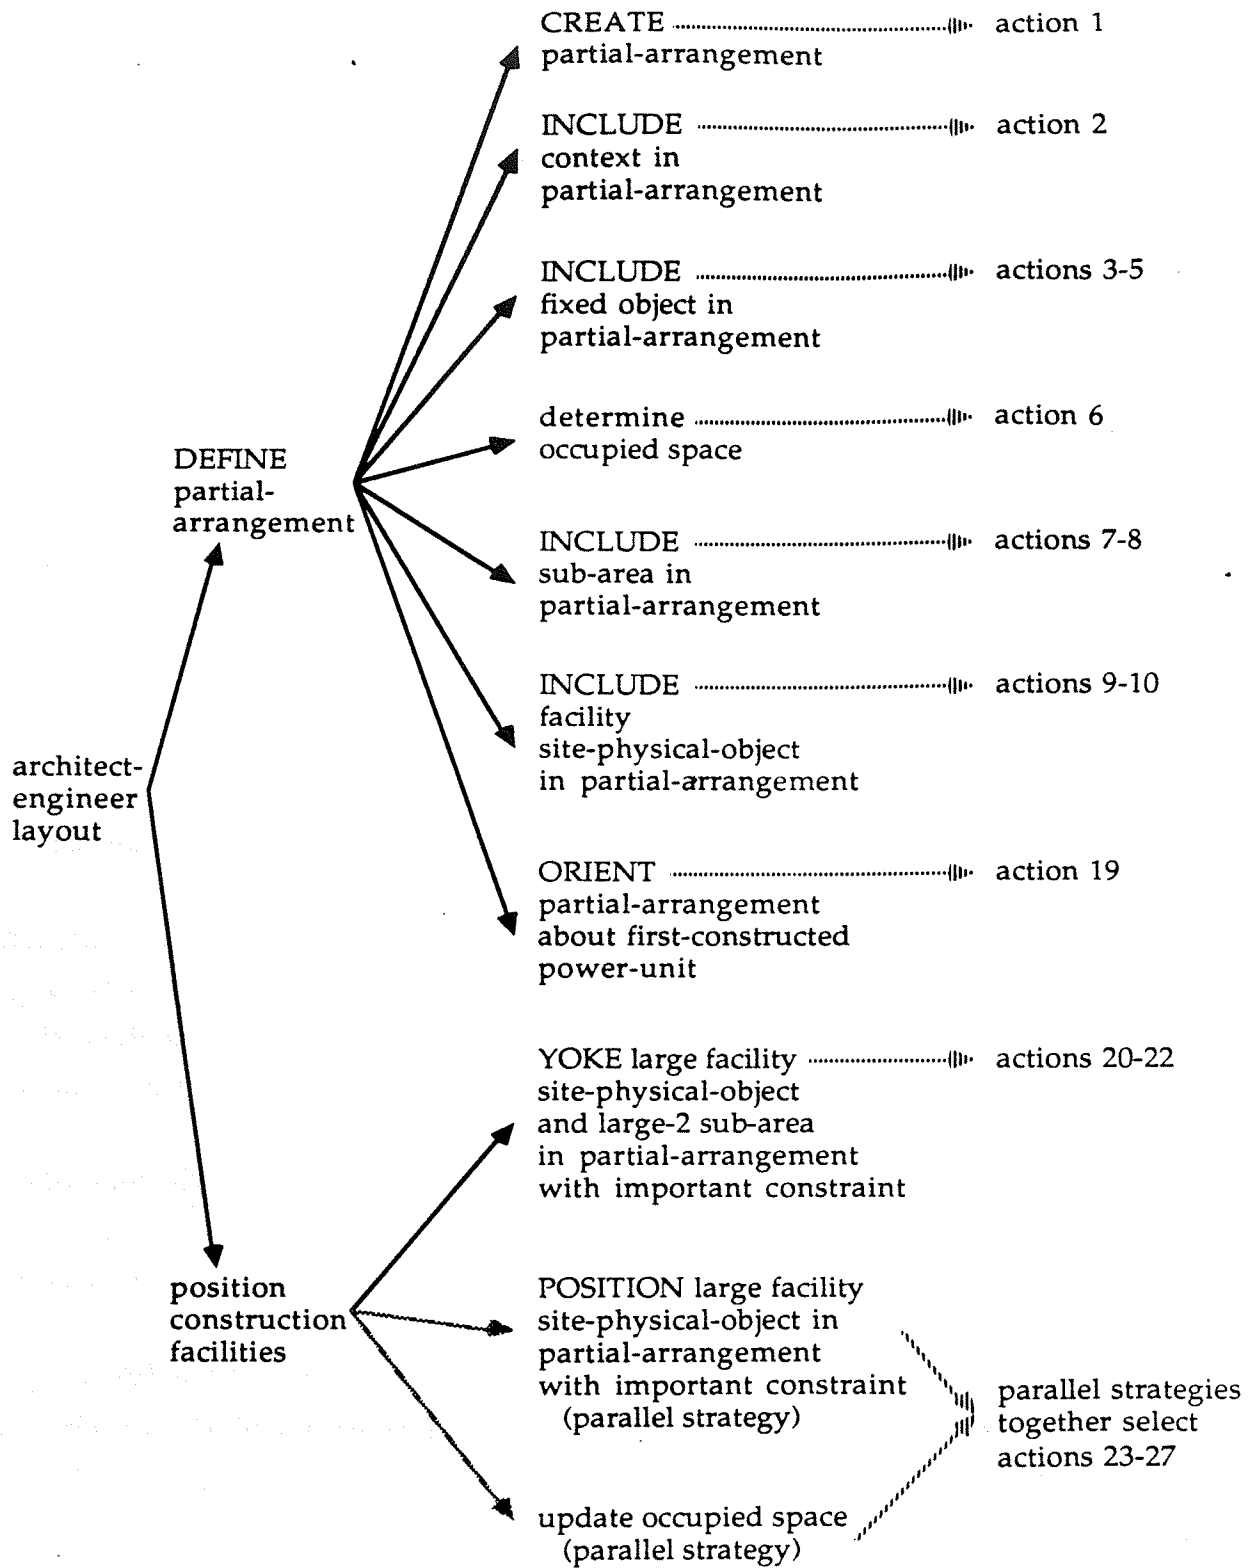 CREATE
partial-arrangement
action 1
INCLUDE
context in
partial-arrangement
action 2
INCLUDE
fixed object in
partial-arrangement
actions 3-5
determine
occupied space
action 6
DEFINE
partial-
arrangement
INCLUDE
sub-area in
partial-arrangement
actions 7-8
INCLUDE
facility
site-physical-object
in partial-arrangement
actions 9-10
architect-
engineer
layout
ORIENT
partial-arrangement
about first-constructed
power-unit
action 19
YOKE large facility
site-physical-object
and large-2 sub-area
in partial-arrangement
with important constraint
actions 20-22
position
construction
facilities
POSITION large facility
site-physical-object in
partial-arrangement
with important constraint
(parallel strategy)
parallel strategies
together select
actions 23-27
update occupied space
(parallel strategy)